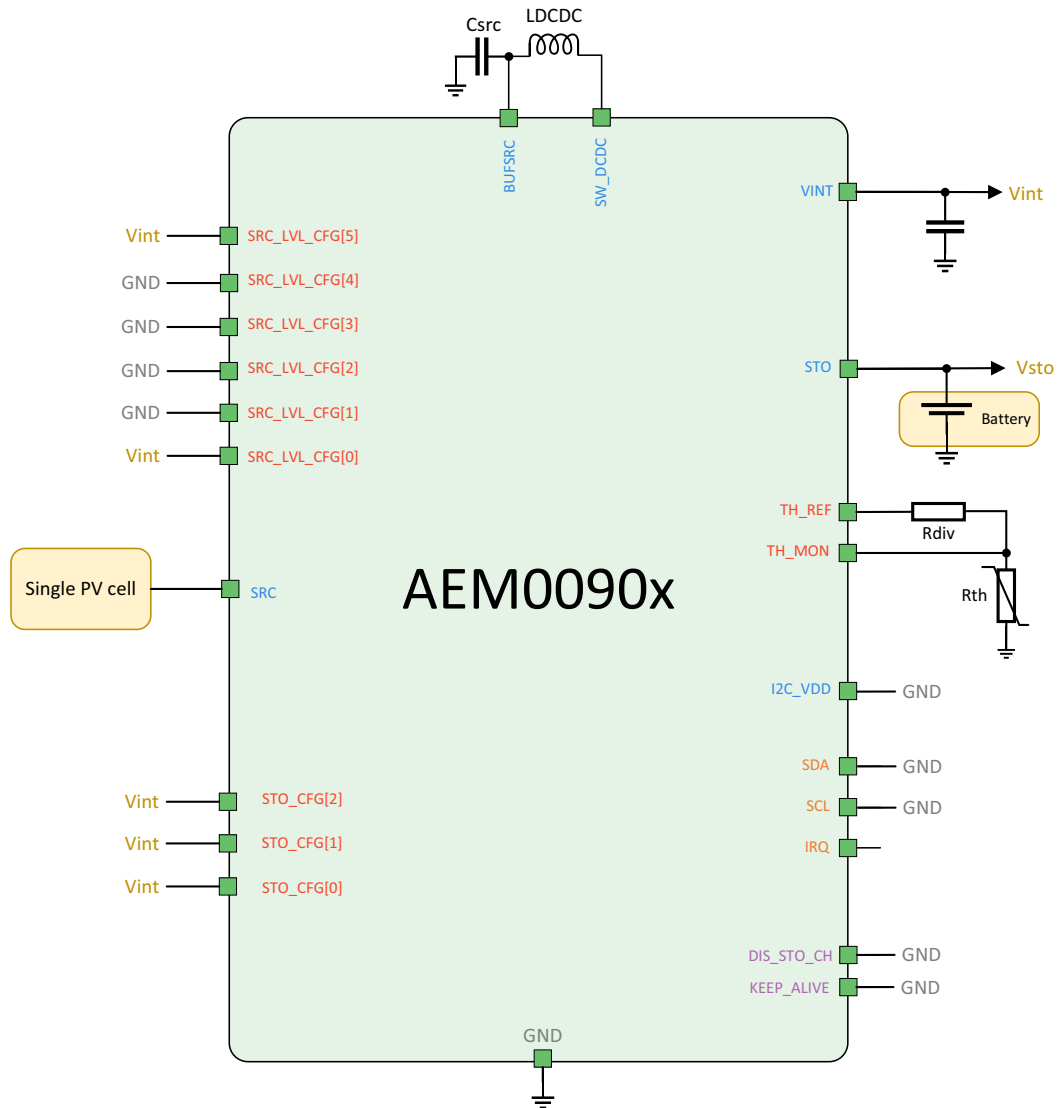 Csrc
LDCDC
BUFSRC
SW_DCDC
VINT
Vint
Vint
SRC_LVL_CFG[5]
GND
SRC_LVL_CFG[4]
GND
SRC_LVL_CFG[3]
GND
SRC_LVL_CFG[2]
GND
SRC_LVL_CFG[1]
Vint
SRC_LVL_CFG[0]
STO
Vsto
Battery
TH_REF
Rdiv
TH_MON
Rth
Single PV cell
SRC
AEM0090x
I2C_VDD
GND
SDA
GND
SCL
GND
IRQ
Vint
STO_CFG[2]
Vint
STO_CFG[1]
Vint
STO_CFG[0]
DIS_STO_CH
GND
KEEP_ALIVE
GND
GND